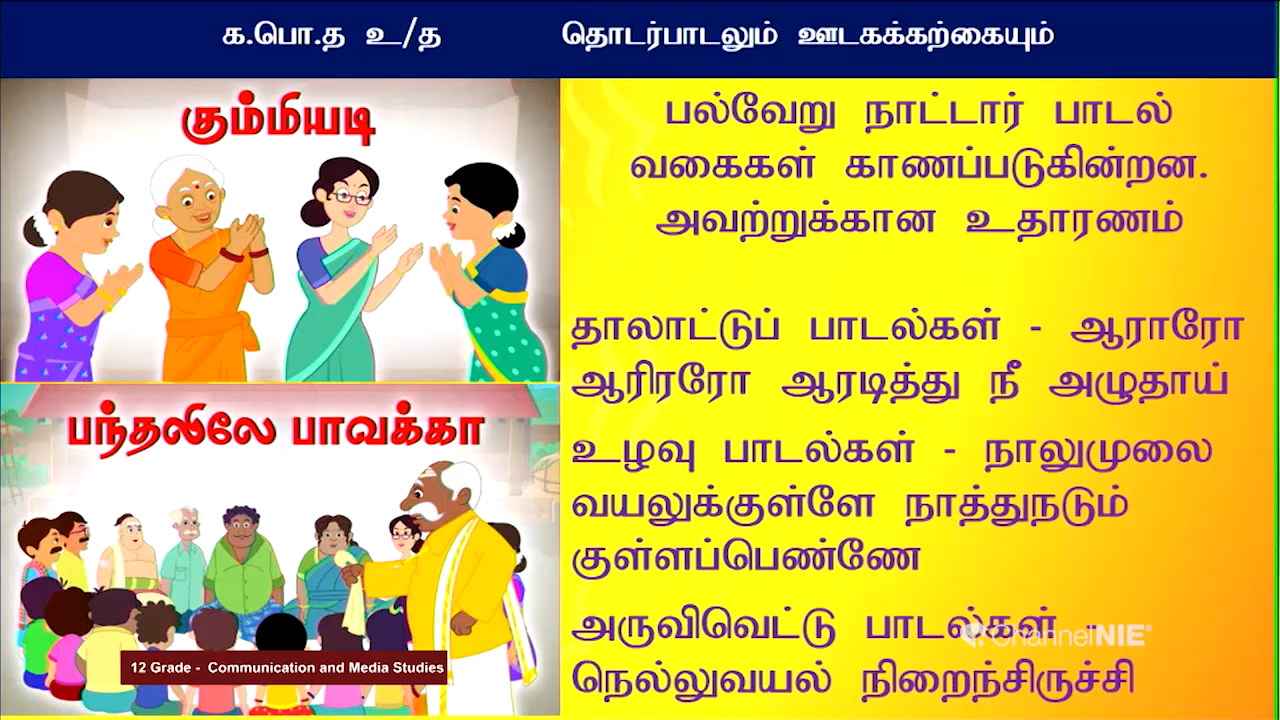 க.பொ.த உ/த தொடர்பாடலும் ஊடகக்கற்கையும்
கும்மியடி
பந்தலிலே பாவக்கா
12 Grade - Communication and Media Studies
பல்வேறு நாட்டார் பாடல்
வகைகள் காணப்படுகின்றன.
அவற்றுக்கான உதாரணம்
தாலாட்டுப் பாடல்கள் - ஆராரோ
ஆரிரரோ ஆரடித்து நீ அழுதாய்
உழவு பாடல்கள் - நாலுமுலை
வயலுக்குள்ளே நாத்துநடும்
குள்ளப்பெண்ணே
அருவிவெட்டு பாடல்கள் -
நெல்லுவயல் நிறைந்சிருச்சி
ChannelNIE